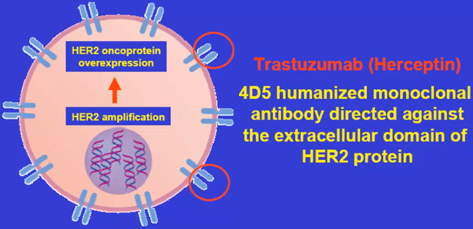 HER2 oncoprotein
overexpression
HER2 amplification
Trastuzumab (Herceptin)
4D5 humanized monoclonal
antibody directed against
the extracellular domain of
HER2 protein